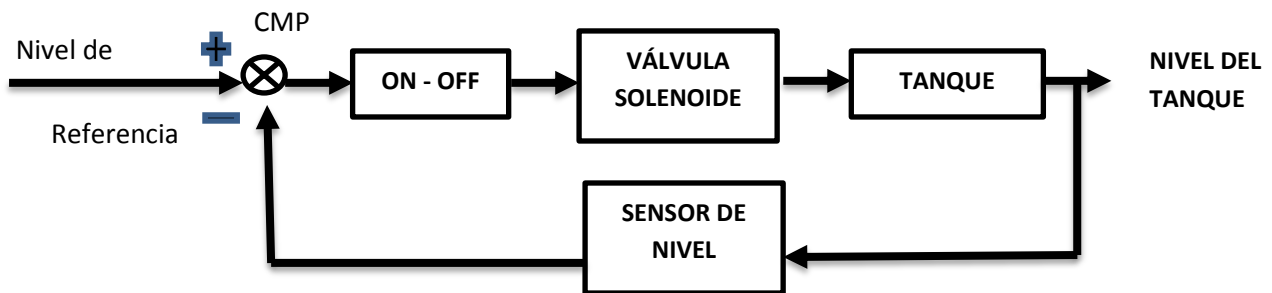 CMP
Nivel de
Referencia
ON - OFF
VÁLVULA
SOLENOIDE
TANQUE
NIVEL DEL
TANQUE
SENSOR DE
NIVEL